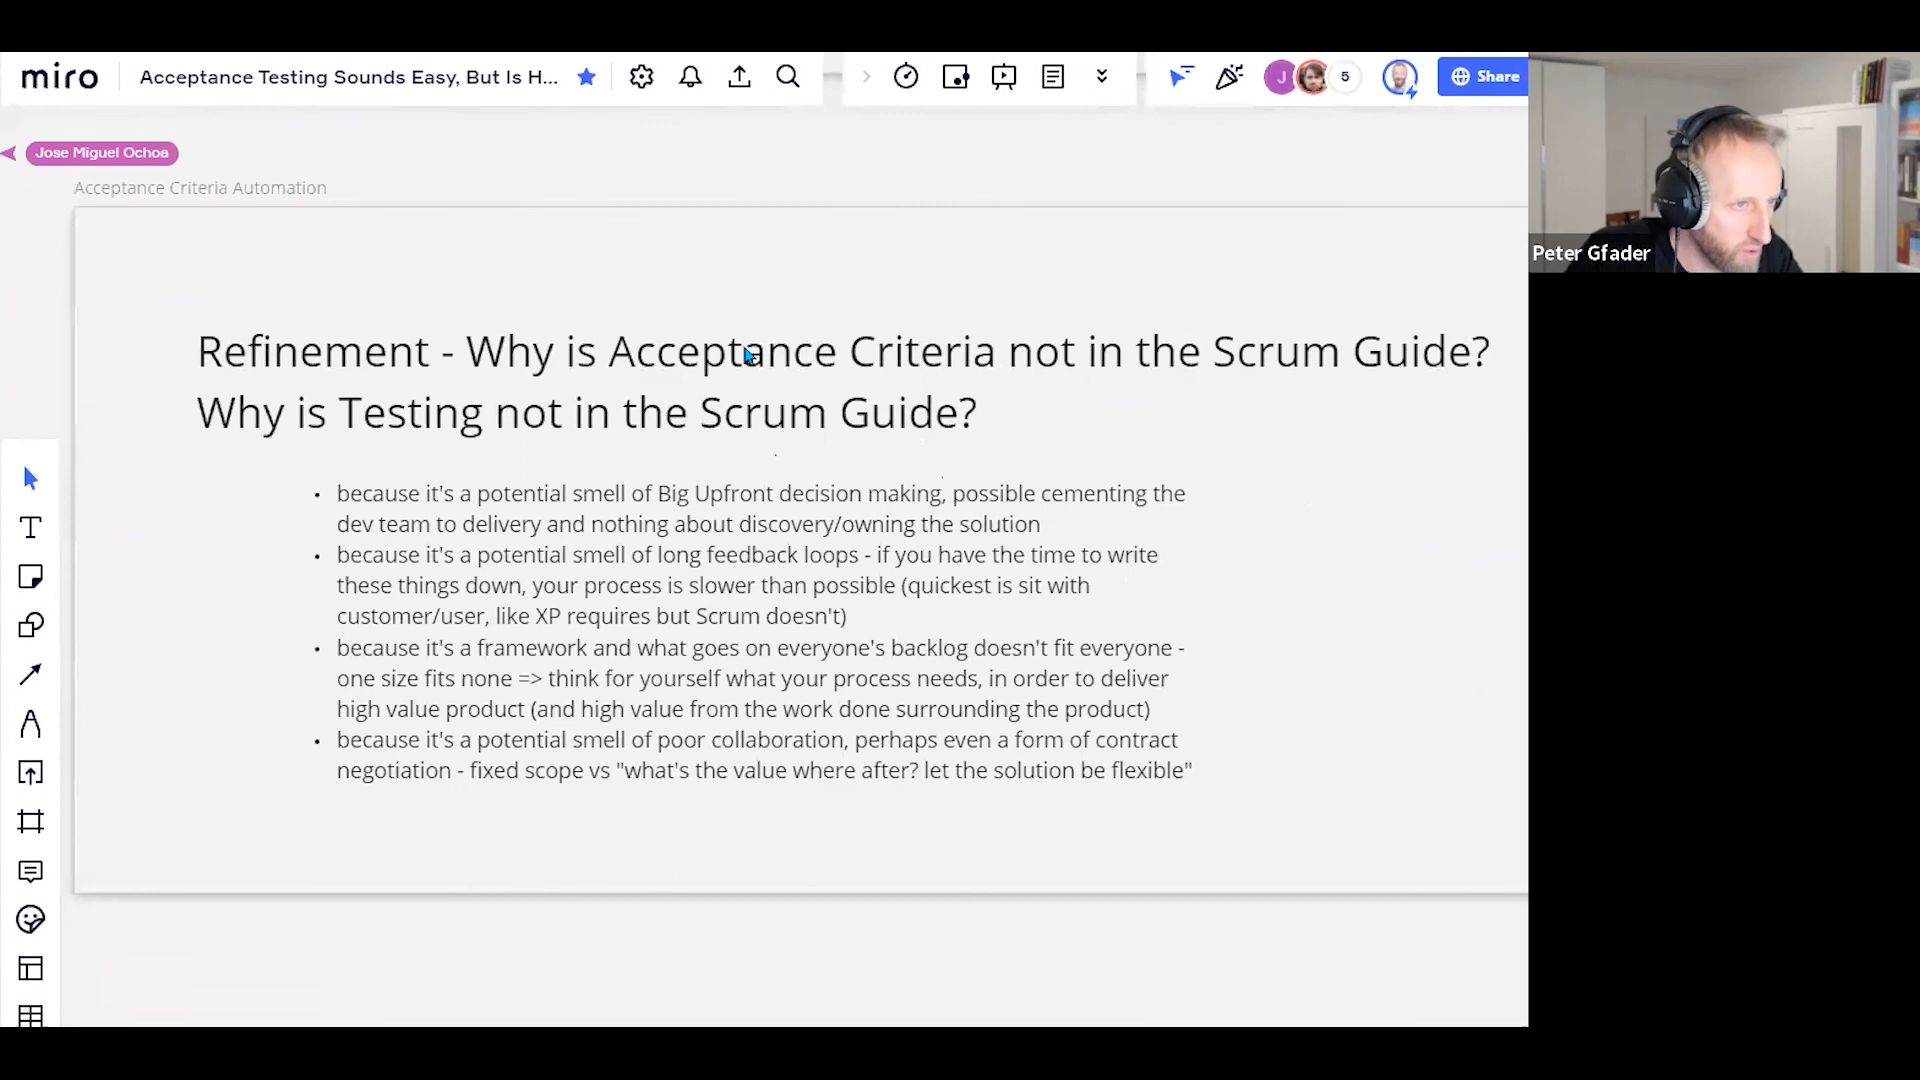 miro
Acceptance Testing Sounds Easy, But Is H...
J
5
Share
Jose Miguel Ochoa
Acceptance Criteria Automation
Peter Gfader
Refinement - Why is Acceptance Criteria not in the Scrum Guide?
Why is Testing not in the Scrum Guide?
• because it's a potential smell of Big Upfront decision making, possible cementing the
dev team to delivery and nothing about discovery/owning the solution
• because it's a potential smell of long feedback loops - if you have the time to write
these things down, your process is slower than possible (quickest is sit with
customer/user, like XP requires but Scrum doesn't)
• because it's a framework and what goes on everyone's backlog doesn't fit everyone -
one size fits none => think for yourself what your process needs, in order to deliver
high value product (and high value from the work done surrounding the product)
• because it's a potential smell of poor collaboration, perhaps even a form of contract
negotiation - fixed scope vs "what's the value where after? let the solution be flexible"